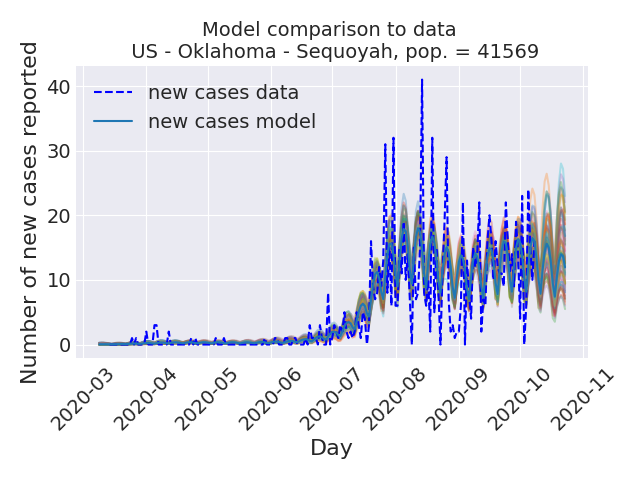 Model comparison to data
US - Oklahoma - Sequoyah, pop. = 41569
Number of new cases reported
40
30
20
10
0
new cases data
new cases model
2020-03
2020-04
2020-05
2020-06
2020-07
2020-08
2020-09
2020-10
2020-11
Day